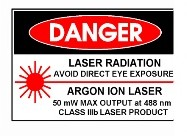 DANGER
LASER RADIATION
AVOID DIRECT EYE EXPOSURE
ARGON ION LASER
50 mW MAX OUTPUT at 488 nm
CLASS IIIb LASER PRODUCT